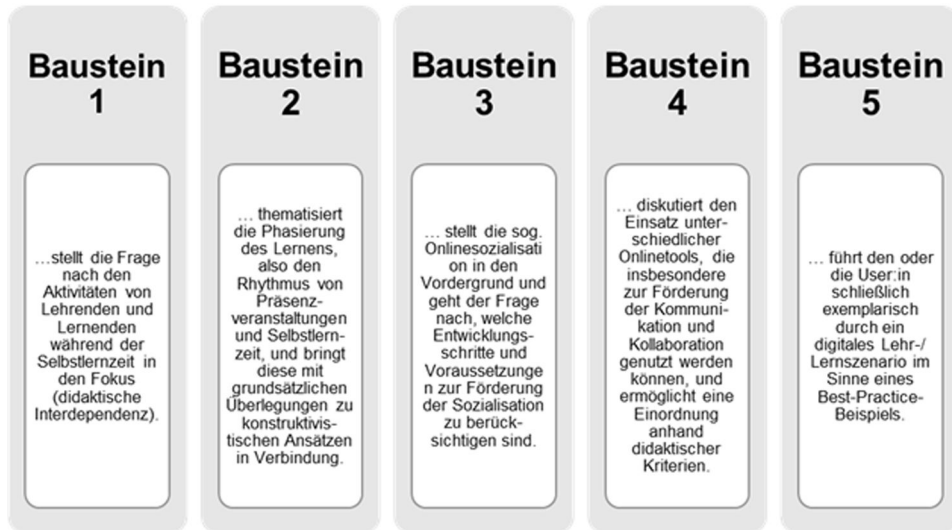 Baustein
1
…stellt die Frage
nach den
Aktivitäten von
Lehrenden und
Lernenden
während der
Selbstlernzeit in
den Fokus
(didaktische
Interdependenz).
Baustein
2
… thematisiert
die Phasierung
des Lernens,
also den
Rhythmus von
Präsenz-
veranstaltungen
und Selbstlern-
zeit, und bringt
diese mit
grundsätzlichen
Überlegungen zu
konstruktivis-
tischen Ansätzen
in Verbindung.
Baustein
3
… stellt die sog.
Onlinesozialisati
on in den
Vordergrund und
geht der Frage
nach, welche
Entwicklungs-
schritte und
Voraussetzunge
n zur Förderung
der Sozialisation
zu berück-
sichtigen sind.
Baustein
4
… diskutiert den
Einsatz unter-
schiedlicher
Onlinetools, die
insbesondere
zur Förderung
der Kommuni-
kation und
Kollaboration
genutzt werden
können, und
ermöglicht eine
Einordnung
anhand
didaktischer
Kriterien.
Baustein
5
… führt den oder
die User:in
schließlich
exemplarisch
durch ein
digitales Lehr-/
Lernszenario im
Sinne eines
Best-Practice-
Beispiels.